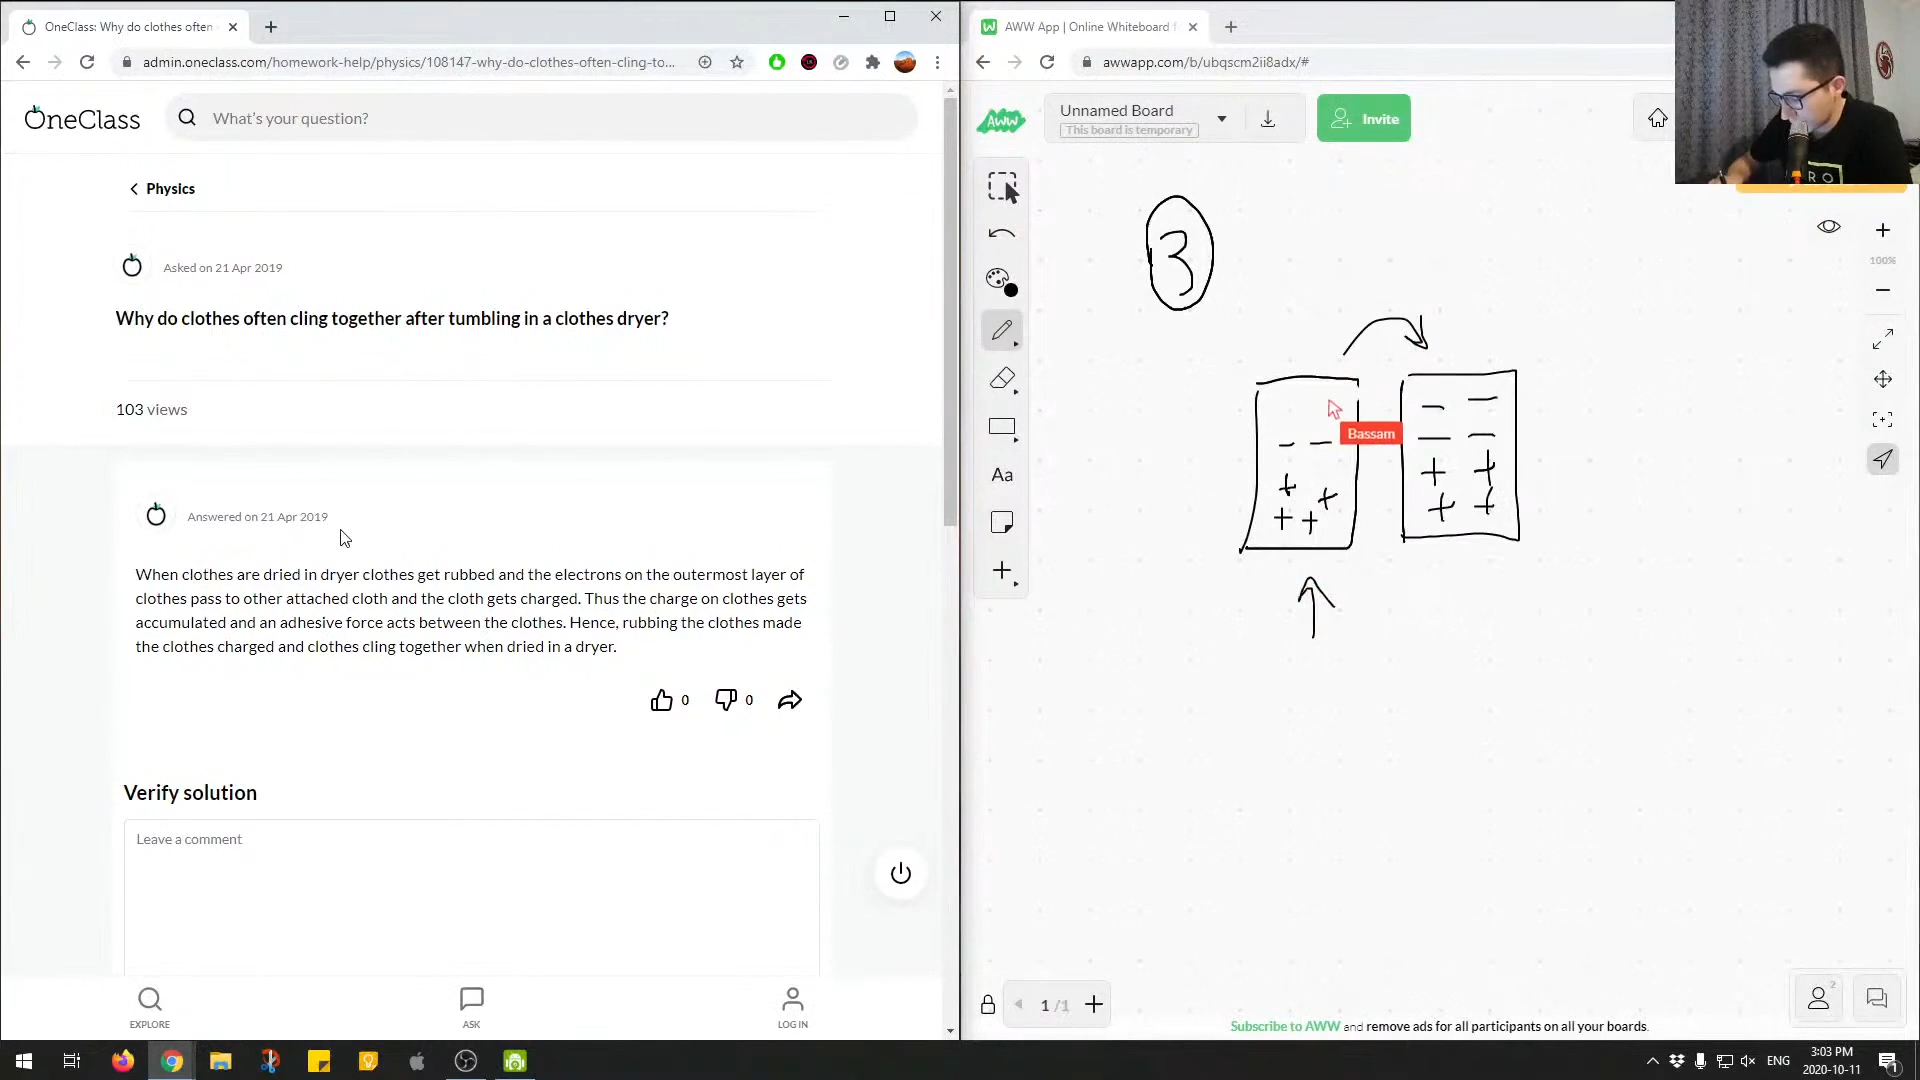 OneClass: Why do clothes often
admin.oneclass.com/homework-help/physics/108147-why-do-clothes-often-cling-to...
OneClass
What's your question?
Physics
Asked on 21 Apr 2019
Why do clothes often cling together after tumbling in a clothes dryer?
103 views
Answered on 21 Apr 2019
When clothes are dried in dryer clothes get rubbed and the electrons on the outermost layer of
clothes pass to other attached cloth and the cloth gets charged. Thus the charge on clothes gets
accumulated and an adhesive force acts between the clothes. Hence, rubbing the clothes made
the clothes charged and clothes cling together when dried in a dryer.
0
0
Verify solution
Leave a comment
EXPLORE
ASK
LOG IN
AWW App | Online Whiteboard f
awwapp.com/b/ubqscm2ii8adx/#
AWW
Unnamed Board
This board is temporary
Invite
100%
3
Bassam
- -
+ +
+ +
- -
- -
+ +
+ +
Aa
1 /1
2
Subscribe to AWW and remove ads for all participants on all your boards.
ENG
3:03 PM
2020-10-11
1